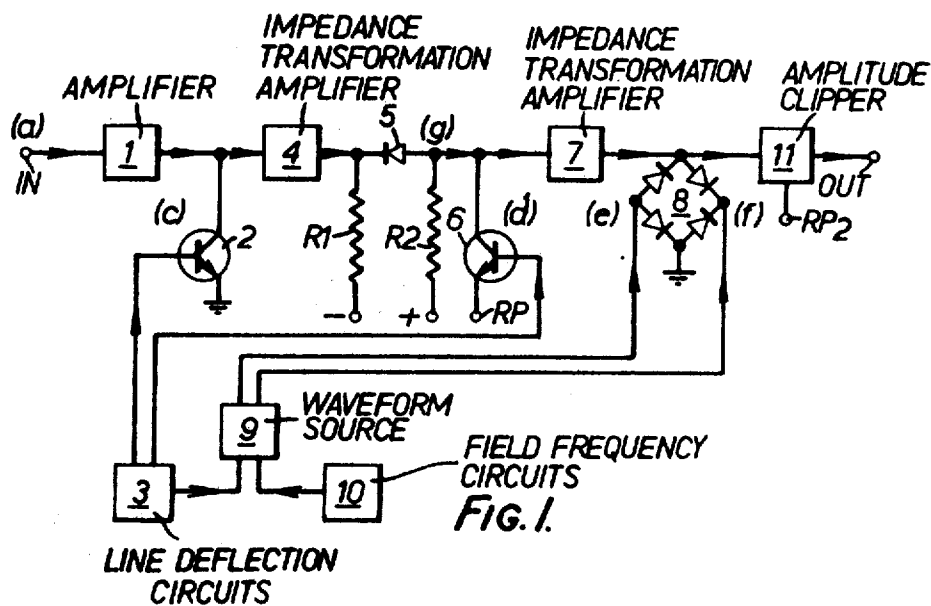 IMPEDANCE
TRANSFORMATION
AMPLIFIER
IMPEDANCE
TRANSFORMATION
AMPLIFIER
AMPLITUDE
CLIPPER
AMPLIFIER
(a)
IN
1
4
5
(g)
7
11
OUT
RP2
(c)
2
R1
R2
6
(d)
RP
(e)
8
(f)
-
+
9
WAVEFORM
SOURCE
3
10
FIELD FREQUENCY
CIRCUITS
FIG. 1.
LINE DEFLECTION
CIRCUITS